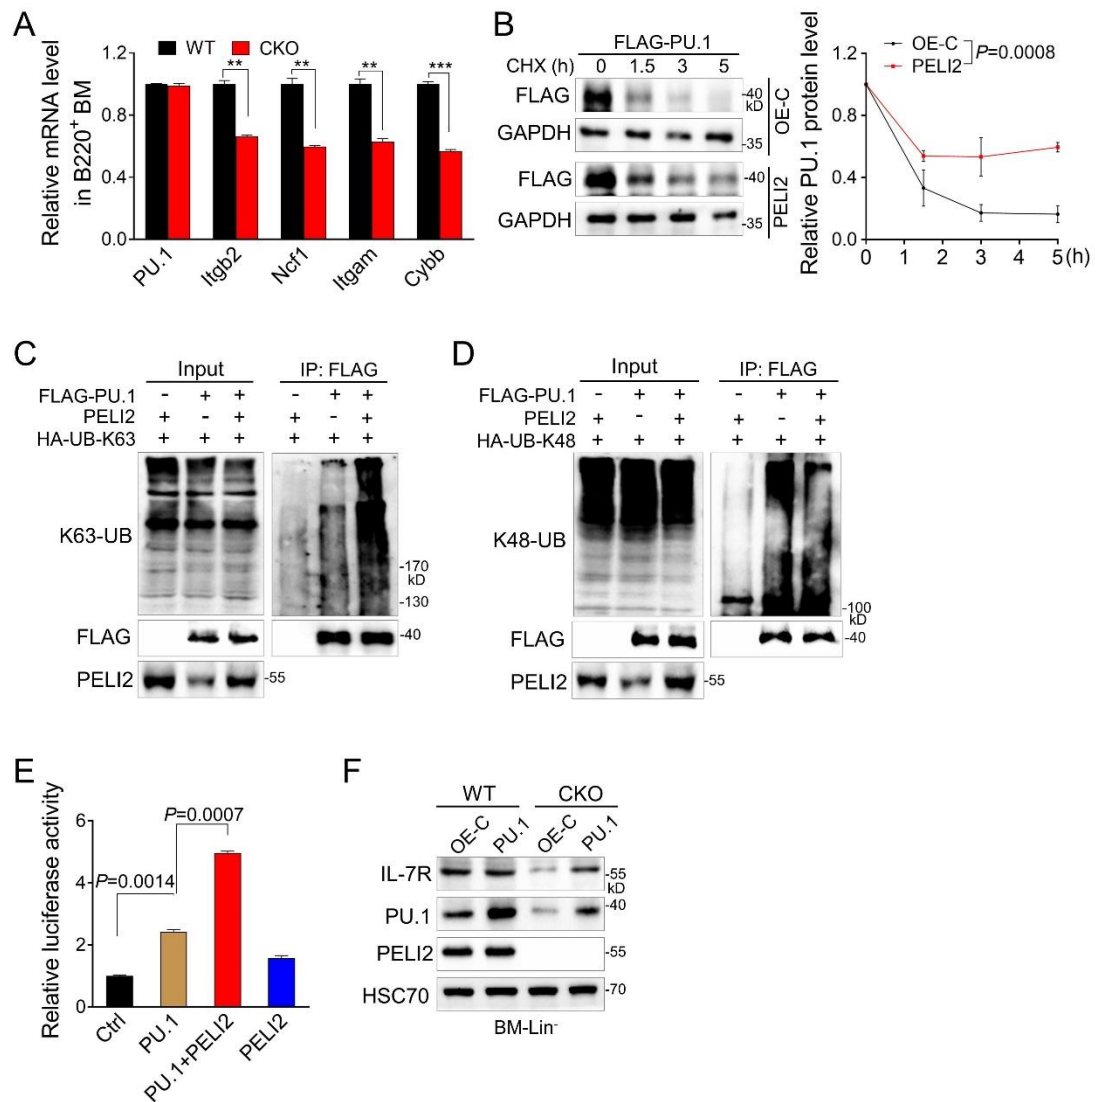 A
WT CKO
Relative mRNA level
in B220+ BM
1.2
0.8
0.4
0.0
** ** ** ***
PU.1 Itgb2 Ncf1 Itgam Cybb
B
FLAG-PU.1
CHX (h) 0 1.5 3 5
FLAG -40
kD
GAPDH -35
OE-C
FLAG -40
GAPDH -35
PELI2
Relative PU.1 protein level
OE-C
PELI2
P=0.0008
1.2
0.8
0.4
0.0
0 1 2 3 4 5 (h)
C
Input IP: FLAG
FLAG-PU.1 - + + - + +
PELI2 + - + + - +
HA-UB-K63 + + + + + +
K63-UB
-170
kD
-130
FLAG -40
PELI2 -55
D
Input IP: FLAG
FLAG-PU.1 - + + - + +
PELI2 + - + + - +
HA-UB-K48 + + + + + +
K48-UB
-100
kD
FLAG -40
PELI2 -55
E
Relative luciferase activity
6
4
2
0
P=0.0014
P=0.0007
Ctrl PU.1 PU.1+PELI2 PELI2
F
WT CKO
OE-C PU.1 OE-C PU.1
IL-7R -55
kD
PU.1 -40
PELI2 -55
HSC70 -70
BM-Lin-